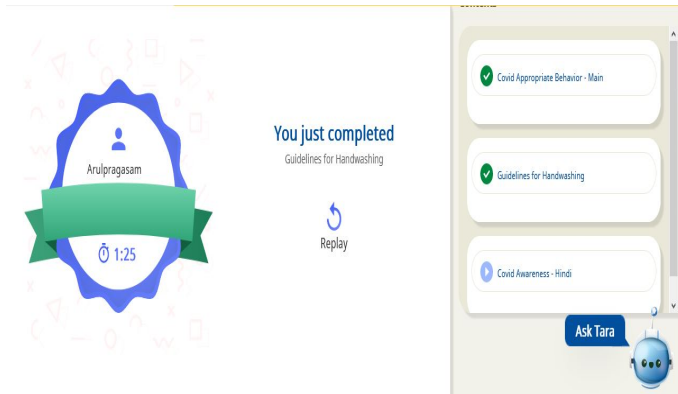 Arulpragasam
1:25
You just completed
Guidelines for Handwashing
Replay
Covid Appropriate Behavior - Main
Guidelines for Handwashing
Covid Awareness - Hindi
Ask Tara